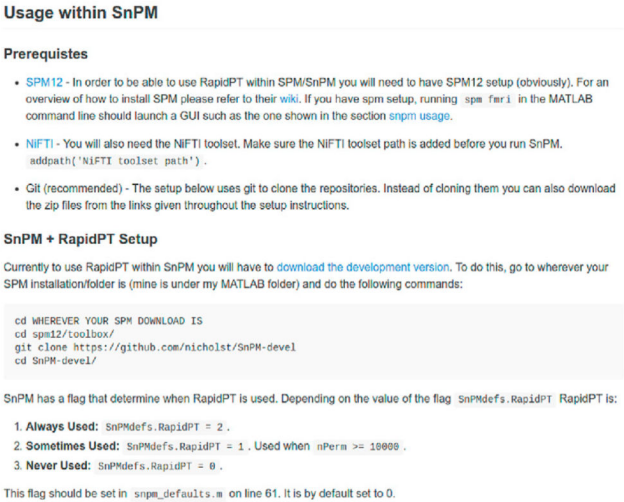 Usage within SnPM
Prerequistes
• SPM12 - In order to be able to use RapidPT within SPM/SnPM you will need to have SPM12 setup (obviously). For an
overview of how to install SPM please refer to their wiki. If you have spm setup, running spm fmri in the MATLAB
command line should launch a GUI such as the one shown in the section snpm usage.
• NiFTI - You will also need the NiFTI toolset. Make sure the NiFTI toolset path is added before you run SnPM.
addpath('NiFTI toolset path') .
• Git (recommended) - The setup below uses git to clone the repositories. Instead of cloning them you can also download
the zip files from the links given throughout the setup instructions.
SnPM + RapidPT Setup
Currently to use RapidPT within SnPM you will have to download the development version. To do this, go to wherever your
SPM installation/folder is (mine is under my MATLAB folder) and do the following commands:
cd WHEREVER YOUR SPM DOWNLOAD IS
cd spm12/toolbox/
git clone https://github.com/nicholst/SnPM-devel
cd SnPM-devel/
SnPM has a flag that determine when RapidPT is used. Depending on the value of the flag SnPMdefs.RapidPT RapidPT is:
1. Always Used: SnPMdefs.RapidPT = 2 .
2. Sometimes Used: SnPMdefs.RapidPT = 1 . Used when nPerm >= 10000 .
3. Never Used: SnPMdefs.RapidPT = 0 .
This flag should be set in snpm_defaults.m on line 61. It is by default set to 0.